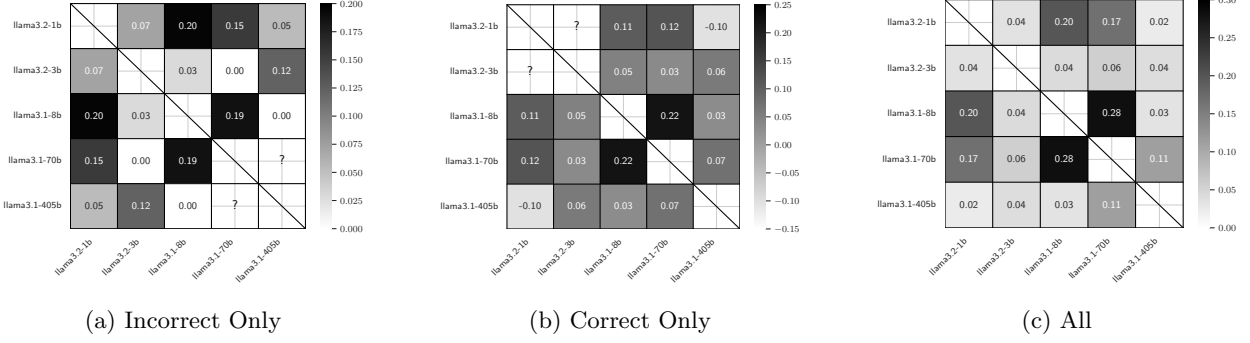 llama3.2-1b 0.07 0.20 0.15 0.05
llama3.2-3b 0.07 0.03 0.00 0.12
llama3.1-8b 0.20 0.03 0.19 0.00
llama3.1-70b 0.15 0.00 0.19 ?
llama3.1-405b 0.05 0.12 0.00 ?
llama3.2-1b llama3.2-3b llama3.1-8b llama3.1-70b llama3.1-405b
0.200
0.175
0.150
0.125
0.100
0.075
0.050
0.025
0.000
(a) Incorrect Only
llama3.2-1b ? 0.11 0.12 -0.10
llama3.2-3b ? 0.05 0.03 0.06
llama3.1-8b 0.11 0.05 0.22 0.03
llama3.1-70b 0.12 0.03 0.22 0.07
llama3.1-405b -0.10 0.06 0.03 0.07
llama3.2-1b llama3.2-3b llama3.1-8b llama3.1-70b llama3.1-405b
0.25
0.20
0.15
0.10
0.05
0.00
−0.05
−0.10
−0.15
(b) Correct Only
llama3.2-1b 0.04 0.20 0.17 0.02
llama3.2-3b 0.04 0.04 0.06 0.04
llama3.1-8b 0.20 0.04 0.28 0.03
llama3.1-70b 0.17 0.06 0.28 0.11
llama3.1-405b 0.02 0.04 0.03 0.11
llama3.2-1b llama3.2-3b llama3.1-8b llama3.1-70b llama3.1-405b
0.30
0.25
0.20
0.15
0.10
0.05
0.00
(c) All